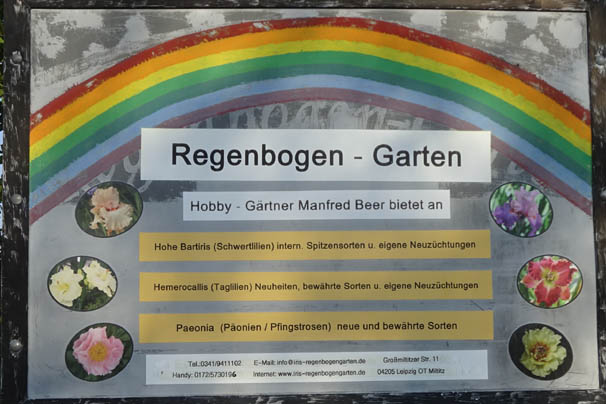 Regenbogen - Garten
Hobby - Gärtner Manfred Beer bietet an
Hohe Bartiris (Schwertlilien) intern. Spitzensorten u. eigene Neuzüchtungen
Hemerocallis (Taglilien) Neuheiten, bewährte Sorten u. eigene Neuzüchtungen
Paeonia (Päonien / Pfingstrosen) neue und bewährte Sorten
Tel.:0341/9411102 E-Mail: info@iris-regenbogengarten.de Großmiltitzer Str. 11
Handy: 0172/5730196 Internet: www.iris-regenbogengarten.de 04205 Leipzig OT Miltitz